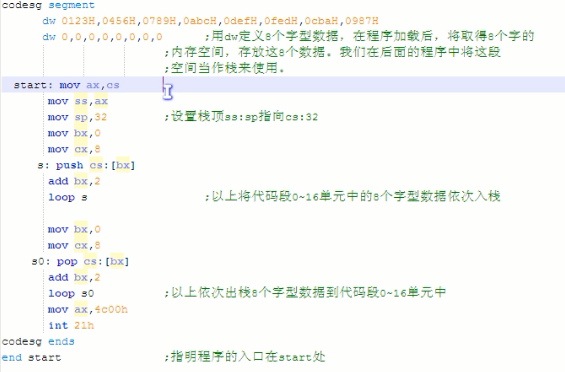 codesg segment
dw 0123H,0456H,0789H,0abcH,0defH,0fedH,0cbaH,0987H
dw 0,0,0,0,0,0,0,0 ;用dw定义8个字型数据，在程序加载后，将取得8个字的
;内存空间，存放这8个数据。我们在后面的程序中将这段
;空间当作栈来使用。
start: mov ax,cs
mov ss,ax
mov sp,32 ;设置栈顶ss:sp指向cs:32
mov bx,0
mov cx,8
s: push cs:[bx]
add bx,2
loop s ;以上将代码段0~16单元中的8个字型数据依次入栈
mov bx,0
mov cx,8
s0: pop cs:[bx]
add bx,2
loop s0 ;以上依次出栈8个字型数据到代码段0~16单元中
mov ax,4c00h
int 21h
codesg ends
end start ;指明程序的入口在start处